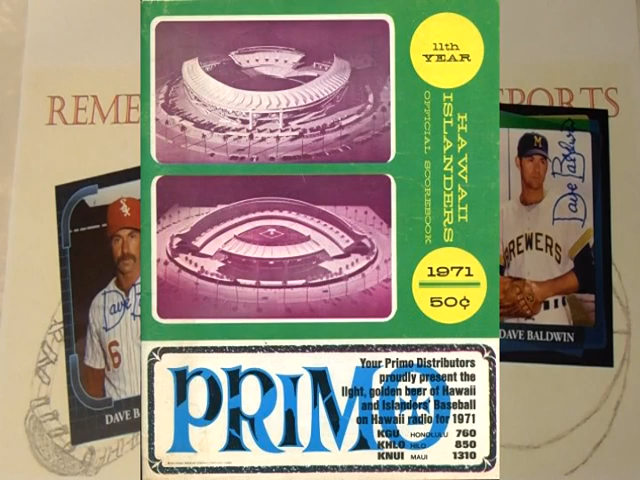 REME
SPORTS
11th
YEAR
HAWAII
ISLANDERS
OFFICIAL SCOREBOOK
1971
50¢
Your Primo Distributors
proudly present the
light, golden beer of Hawaii
and Islanders' Baseball
on Hawaii radio for 1971
KGU HONOLULU 760
KHLO HILO 850
KNUI MAUI 1310
PRIMO
Dave B
16
DAVE B
M
Dave Baldwin
BREWERS
DAVE BALDWIN